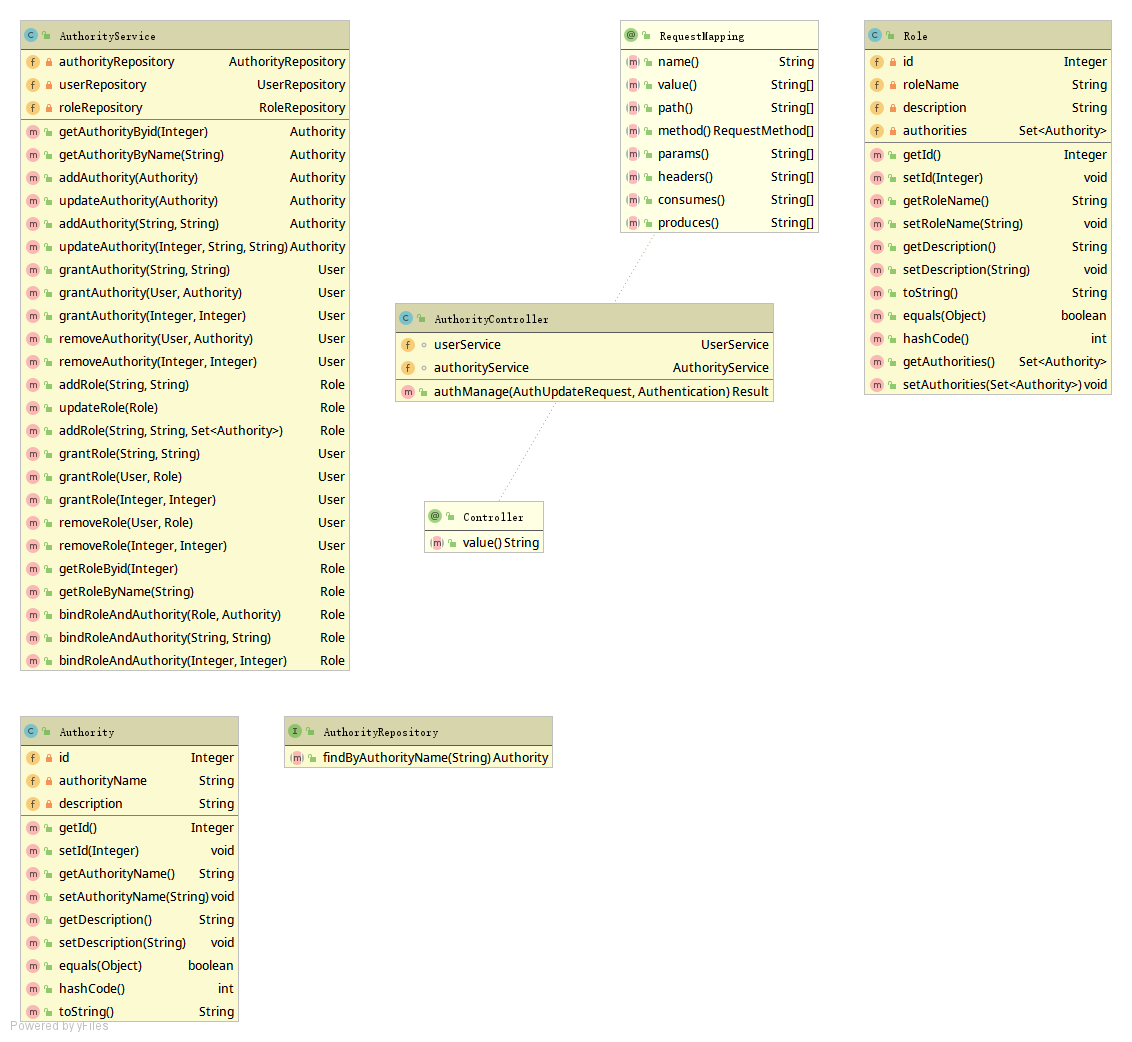 AuthorityService
authorityRepository AuthorityRepository
userRepository UserRepository
roleRepository RoleRepository
getAuthorityByid(Integer) Authority
getAuthorityByName(String) Authority
addAuthority(Authority) Authority
updateAuthority(Authority) Authority
addAuthority(String, String) Authority
updateAuthority(Integer, String, String) Authority
grantAuthority(String, String) User
grantAuthority(User, Authority) User
grantAuthority(Integer, Integer) User
removeAuthority(User, Authority) User
removeAuthority(Integer, Integer) User
addRole(String, String) Role
updateRole(Role) Role
addRole(String, String, Set<Authority>) Role
grantRole(String, String) User
grantRole(User, Role) User
grantRole(Integer, Integer) User
removeRole(User, Role) User
removeRole(Integer, Integer) User
getRoleByid(Integer) Role
getRoleByName(String) Role
bindRoleAndAuthority(Role, Authority) Role
bindRoleAndAuthority(String, String) Role
bindRoleAndAuthority(Integer, Integer) Role
RequestMapping
name() String
value() String[]
path() String[]
method() RequestMethod[]
params() String[]
headers() String[]
consumes() String[]
produces() String[]
Role
id Integer
roleName String
description String
authorities Set<Authority>
getId() Integer
setId(Integer) void
getRoleName() String
setRoleName(String) void
getDescription() String
setDescription(String) void
toString() String
equals(Object) boolean
hashCode() int
getAuthorities() Set<Authority>
setAuthorities(Set<Authority>) void
AuthorityController
userService UserService
authorityService AuthorityService
authManage(AuthUpdateRequest, Authentication) Result
Controller
value() String
Authority
id Integer
authorityName String
description String
getId() Integer
setId(Integer) void
getAuthorityName() String
setAuthorityName(String) void
getDescription() String
setDescription(String) void
equals(Object) boolean
hashCode() int
toString() String
AuthorityRepository
findByAuthorityName(String) Authority
Powered by yFiles